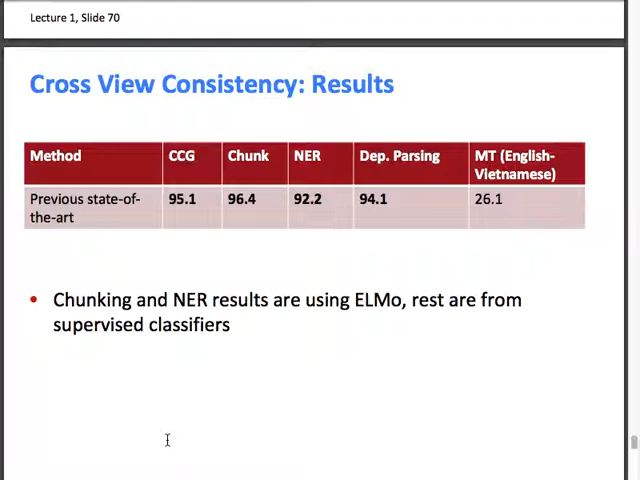 Lecture 1, Slide 70
Cross View Consistency: Results
Method CCG Chunk NER Dep. Parsing MT (English-
Vietnamese)
Previous state-of- 95.1 96.4 92.2 94.1 26.1
the-art
• Chunking and NER results are using ELMo, rest are from
supervised classifiers